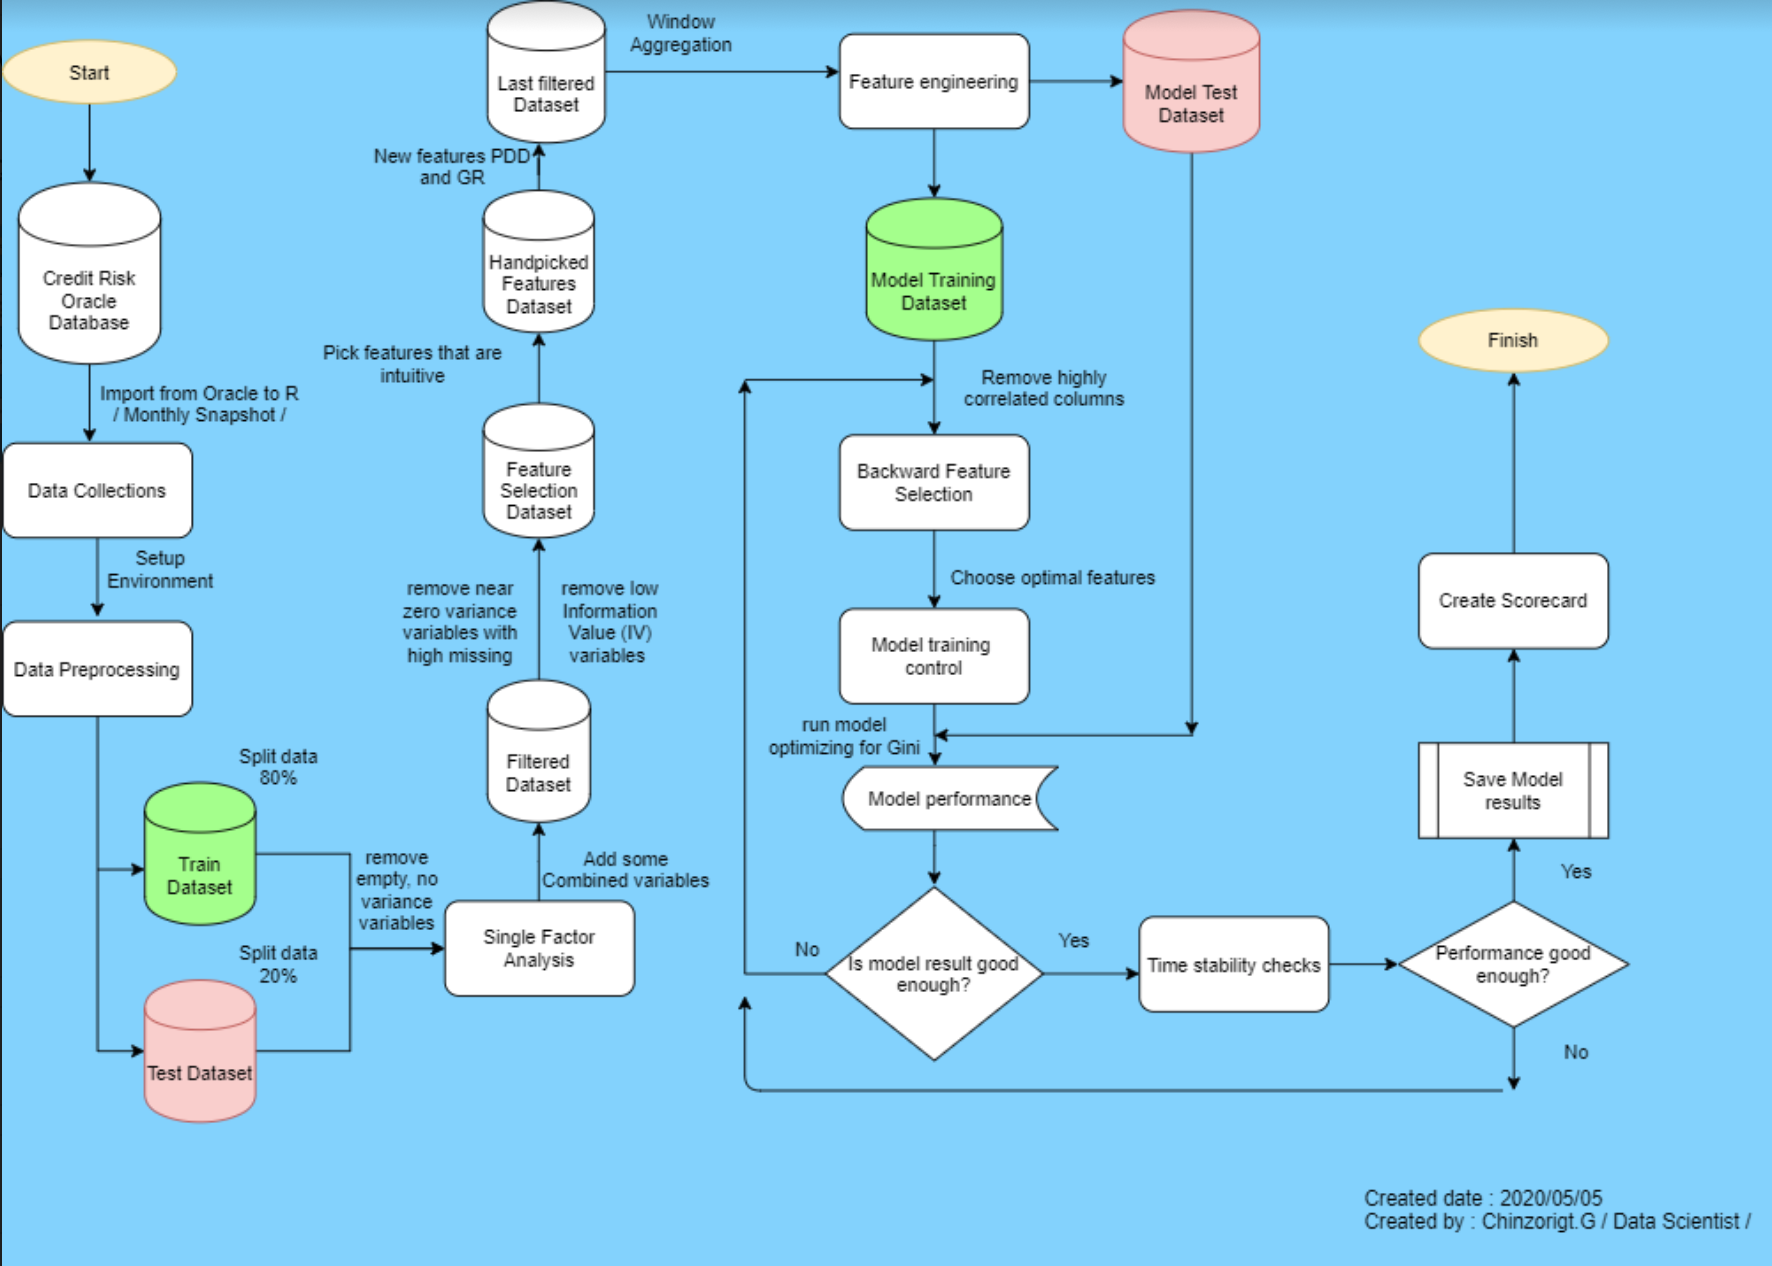 Start
Credit Risk
Oracle
Database
Import from Oracle to R
/ Monthly Snapshot /
Data Collections
Setup
Environment
Data Preprocessing
Split data
80%
Train
Dataset
Split data
20%
Test Dataset
remove
empty, no
variance
variables
Single Factor
Analysis
Add some
Combined variables
Filtered
Dataset
remove near
zero variance
variables with
high missing
remove low
Information
Value (IV)
variables
Feature
Selection
Dataset
Pick features that are
intuitive
Handpicked
Features
Dataset
New features PDD
and GR
Last filtered
Dataset
Window
Aggregation
Feature engineering
Model Test
Dataset
Model Training
Dataset
Remove highly
correlated columns
Backward Feature
Selection
Choose optimal features
Model training
control
run model
optimizing for Gini
Model performance
Is model result good
enough?
No
Yes
Time stability checks
Performance good
enough?
No
Yes
Save Model
results
Create Scorecard
Finish
Created date : 2020/05/05
Created by : Chinzorigt.G / Data Scientist /